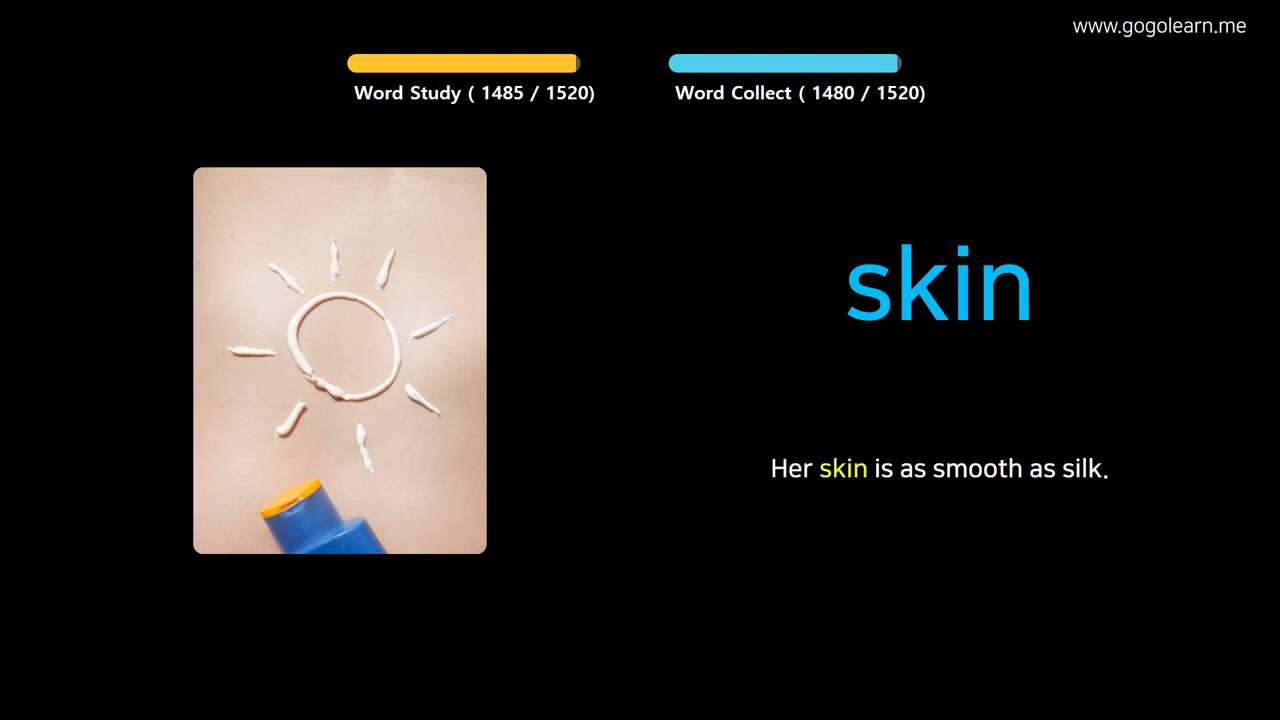 www.gogolearn.me
Word Study ( 1485 / 1520)
Word Collect ( 1480 / 1520)
skin
Her skin is as smooth as silk.